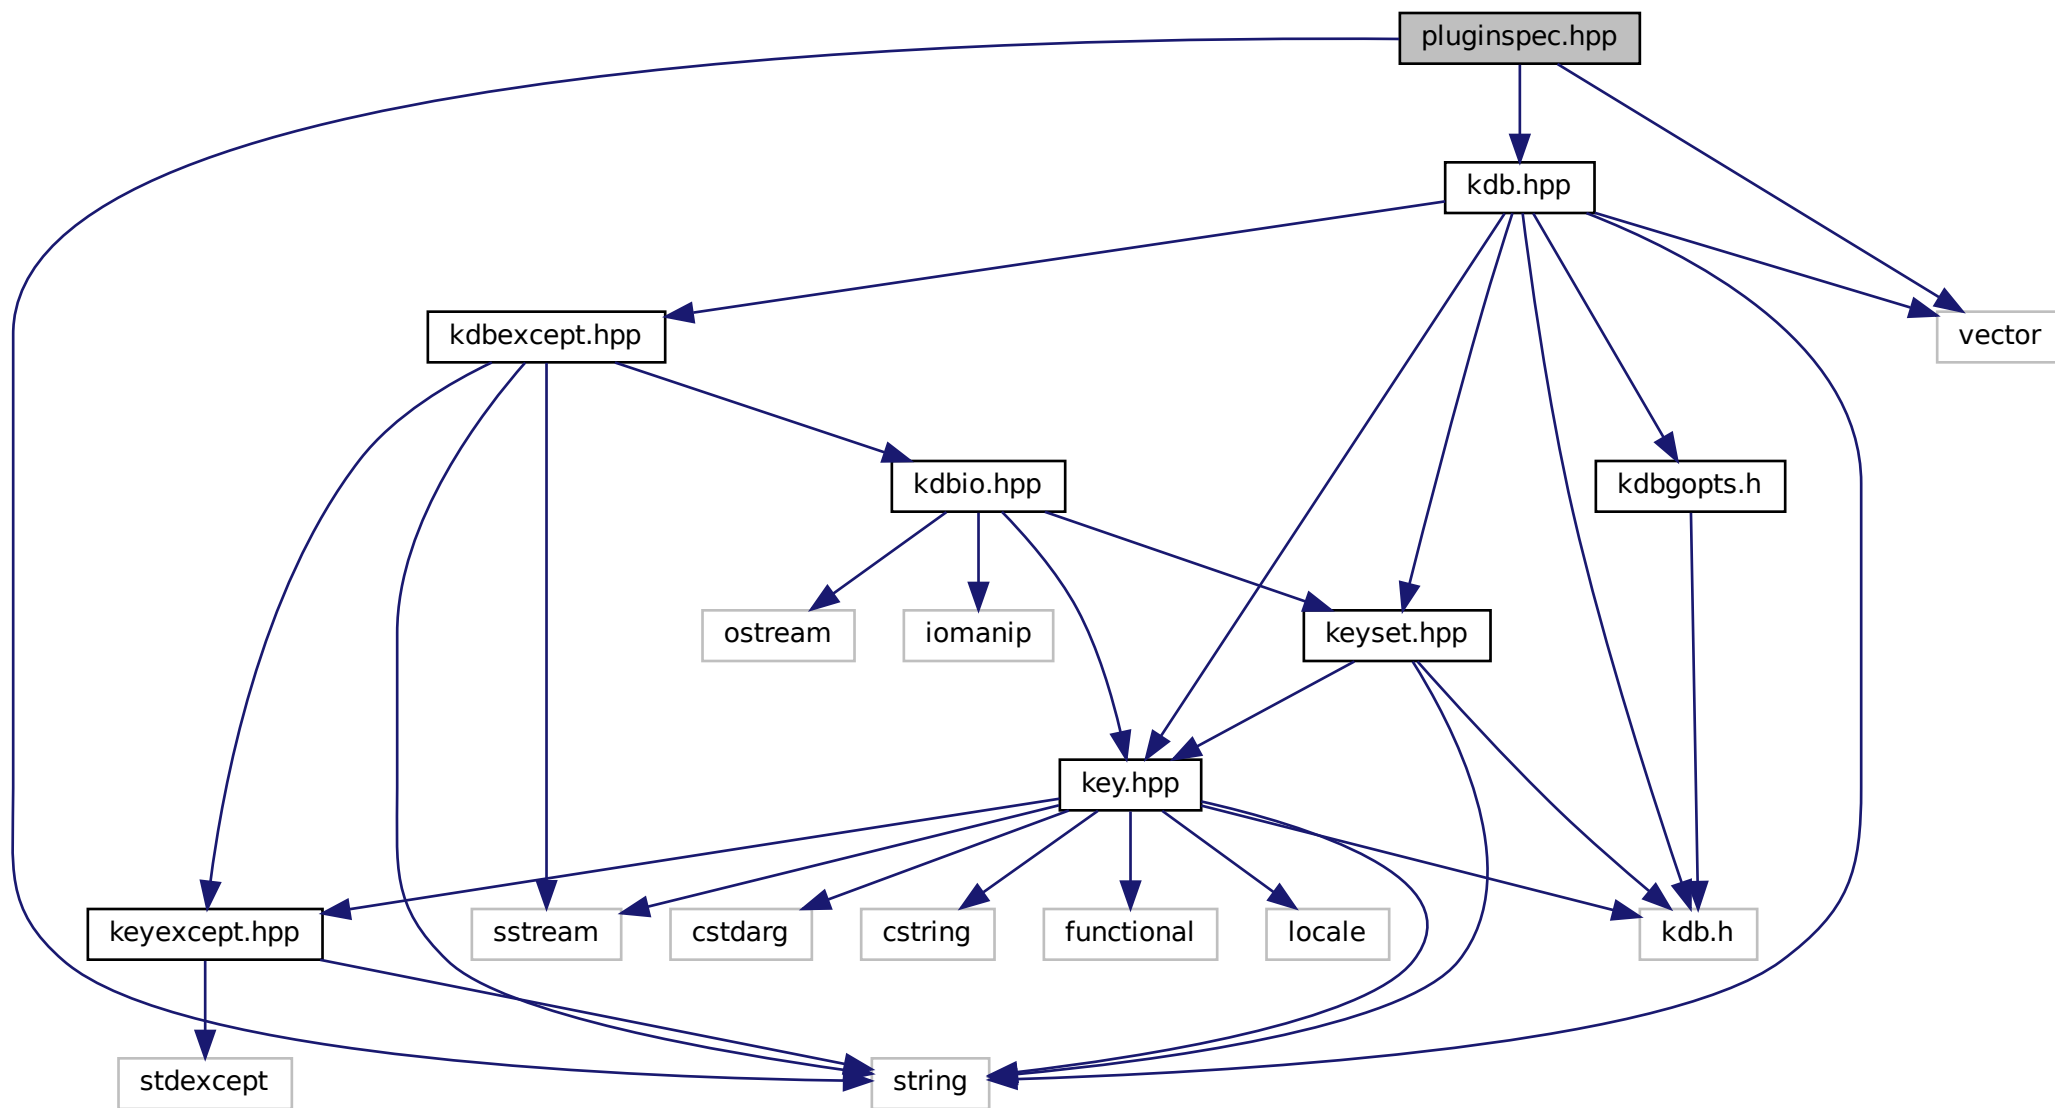 pluginspec.hpp
kdb.hpp
kdbexcept.hpp
vector
kdbio.hpp
kdbgopts.h
ostream
iomanip
keyset.hpp
key.hpp
keyexcept.hpp
sstream
cstdarg
cstring
functional
locale
kdb.h
stdexcept
string